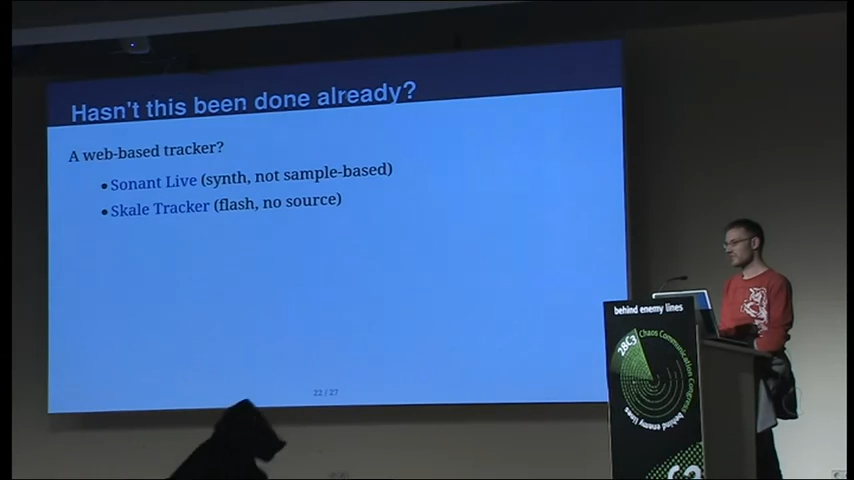 Hasn't this been done already?
A web-based tracker?
• Sonant Live (synth, not sample-based)
• Skale Tracker (flash, no source)
22 / 27
behind enemy lines
28C3
Chaos Communication Congress
behind enemy lines